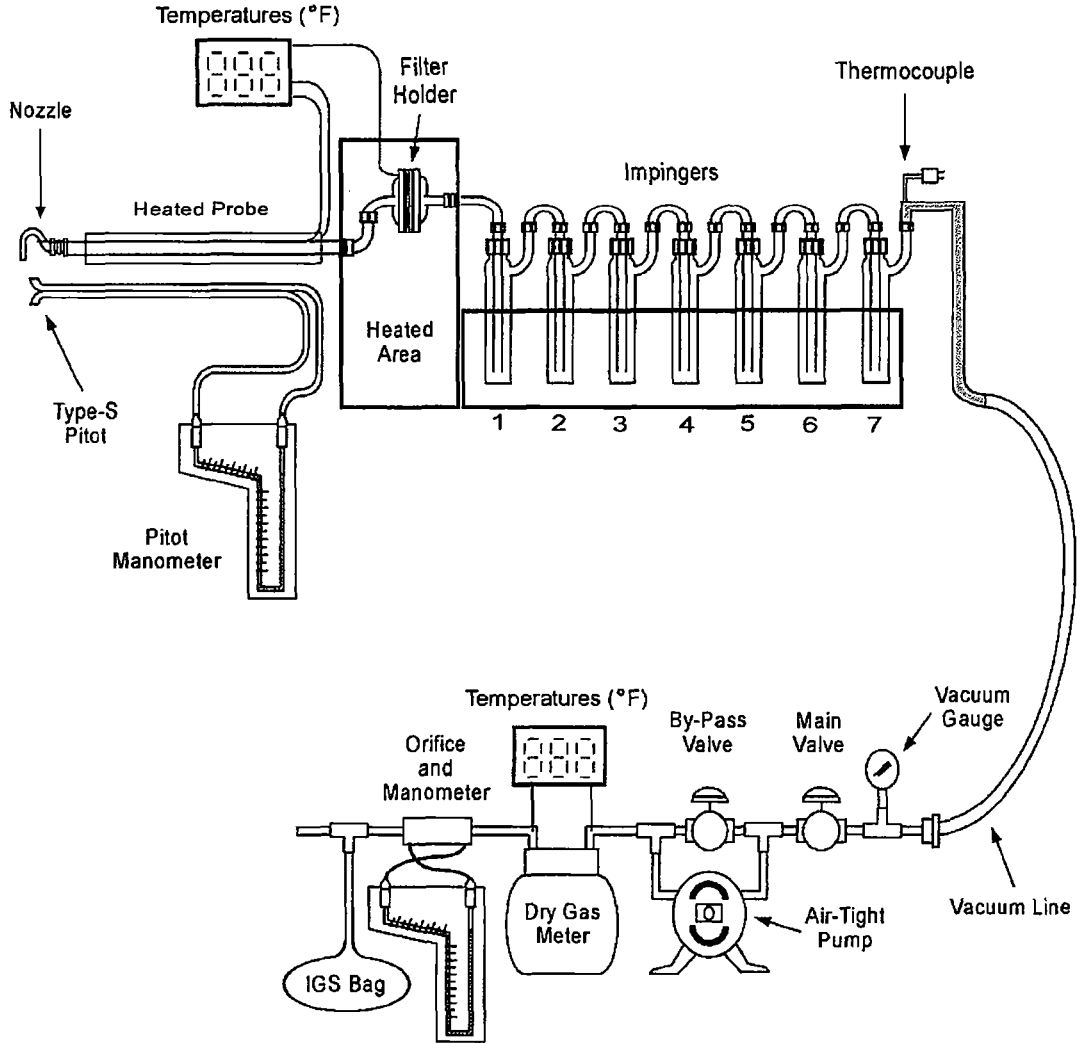 Temperatures (°F)
Filter
Holder
Thermocouple
Nozzle
Impingers
Heated Probe
Heated
Area
Type-S
Pitot
1 2 3 4 5 6 7
Pitot
Manometer
Temperatures (°F)
Vacuum
Gauge
By-Pass
Valve
Main
Valve
Orifice
and
Manometer
Vacuum Line
Dry Gas
Meter
Air-Tight
Pump
IGS Bag